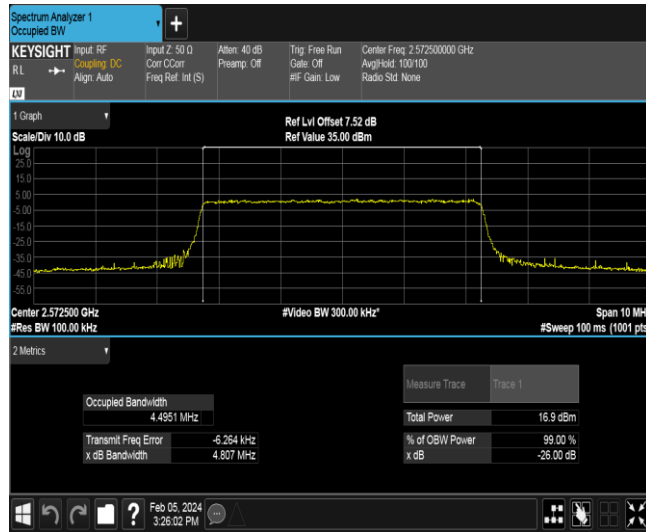 Spectrum Analyzer 1
Occupied BW
+
KEYSIGHT
RL
LXI
Input: RF
Coupling: DC
Align: Auto
Input Z: 50 Ω
Corr CCorr
Freq Ref: Int (S)
Atten: 40 dB
Preamp: Off
Trig: Free Run
Gate: Off
#IF Gain: Low
Center Freq: 2.572500000 GHz
Avg|Hold: 100/100
Radio Std: None
1 Graph
Scale/Div 10.0 dB
Ref Lvl Offset 7.52 dB
Ref Value 35.00 dBm
Log
25.0
15.0
5.00
-5.00
-15.0
-25.0
-35.0
-45.0
-55.0
Center 2.572500 GHz
#Res BW 100.00 kHz
#Video BW 300.00 kHz*
Span 10 MH
#Sweep 100 ms (1001 pts
2 Metrics
Measure Trace Trace 1
Occupied Bandwidth
4.4951 MHz
Total Power 16.9 dBm
Transmit Freq Error -6.264 kHz
% of OBW Power 99.00 %
x dB Bandwidth 4.807 MHz
x dB -26.00 dB
?
Feb 05, 2024
3:26:02 PM